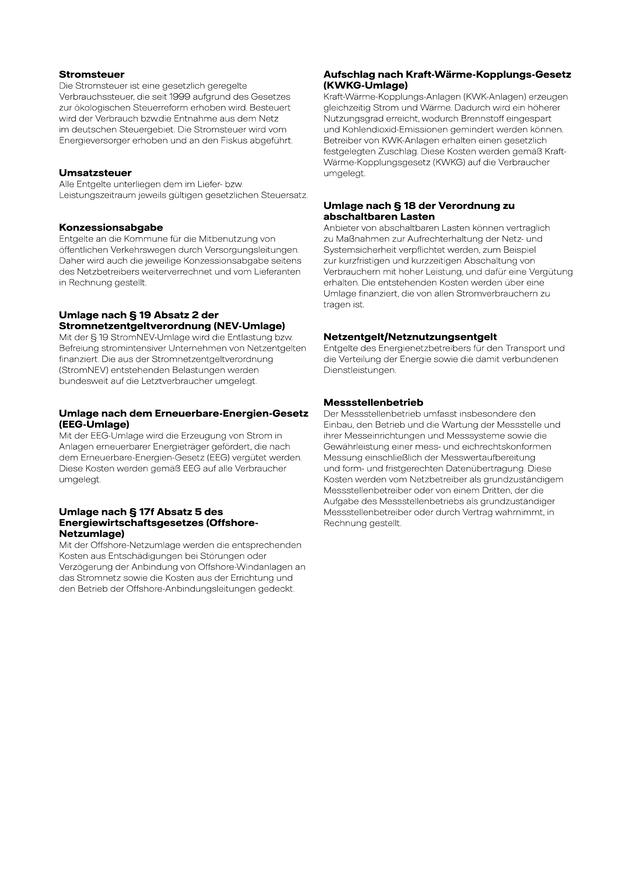 Stromsteuer
Die Stromsteuer ist eine gesetzlich geregelte
Verbrauchssteuer, die seit 1999 aufgrund des Gesetzes
zur ökologischen Steuerreform erhoben wird. Besteuert
wird der Verbrauch bzwdie Entnahme aus dem Netz
im deutschen Steuergebiet. Die Stromsteuer wird vom
Energieversorger erhoben und an den Fiskus abgeführt.
Umsatzsteuer
Alle Entgelte unterliegen dem im Liefer- bzw.
Leistungszeitraum jeweils gültigen gesetzlichen Steuersatz.
Konzessionsabgabe
Entgelte an die Kommune für die Mitbenutzung von
öffentlichen Verkehrswegen durch Versorgungsleitungen.
Daher wird auch die jeweilige Konzessionsabgabe seitens
des Netzbetreibers weiterverrechnet und vom Lieferanten
in Rechnung gestellt.
Umlage nach § 19 Absatz 2 der
Stromnetzentgeltverordnung (NEV-Umlage)
Mit der § 19 StromNEV-Umlage wird die Entlastung bzw.
Befreiung stromintensiver Unternehmen von Netzentgelten
finanziert. Die aus der Stromnetzentgeltverordnung
(StromNEV) entstehenden Belastungen werden
bundesweit auf die Letztverbraucher umgelegt.
Umlage nach dem Erneuerbare-Energien-Gesetz
(EEG-Umlage)
Mit der EEG-Umlage wird die Erzeugung von Strom in
Anlagen erneuerbarer Energieträger gefördert, die nach
dem Erneuerbare-Energien-Gesetz (EEG) vergütet werden.
Diese Kosten werden gemäß EEG auf alle Verbraucher
umgelegt.
Umlage nach § 17f Absatz 5 des
Energiewirtschaftsgesetzes (Offshore-
Netzumlage)
Mit der Offshore-Netzumlage werden die entsprechenden
Kosten aus Entschädigungen bei Störungen oder
Verzögerung der Anbindung von Offshore-Windanlagen an
das Stromnetz sowie die Kosten aus der Errichtung und
den Betrieb der Offshore-Anbindungsleitungen gedeckt.
Aufschlag nach Kraft-Wärme-Kopplungs-Gesetz
(KWKG-Umlage)
Kraft-Wärme-Kopplungs-Anlagen (KWK-Anlagen) erzeugen
gleichzeitig Strom und Wärme. Dadurch wird ein höherer
Nutzungsgrad erreicht, wodurch Brennstoff eingespart
und Kohlendioxid-Emissionen gemindert werden können.
Betreiber von KWK-Anlagen erhalten einen gesetzlich
festgelegten Zuschlag. Diese Kosten werden gemäß Kraft-
Wärme-Kopplungsgesetz (KWKG) auf die Verbraucher
umgelegt.
Umlage nach § 18 der Verordnung zu
abschaltbaren Lasten
Anbieter von abschaltbaren Lasten können vertraglich
zu Maßnahmen zur Aufrechterhaltung der Netz- und
Systemsicherheit verpflichtet werden, zum Beispiel
zur kurzfristigen und kurzzeitigen Abschaltung von
Verbrauchern mit hoher Leistung, und dafür eine Vergütung
erhalten. Die entstehenden Kosten werden über eine
Umlage finanziert, die von allen Stromverbrauchern zu
tragen ist.
Netzentgelt/Netznutzungsentgelt
Entgelte des Energienetzbetreibers für den Transport und
die Verteilung der Energie sowie die damit verbundenen
Dienstleistungen.
Messstellenbetrieb
Der Messstellenbetrieb umfasst insbesondere den
Einbau, den Betrieb und die Wartung der Messstelle und
ihrer Messeinrichtungen und Messsysteme sowie die
Gewährleistung einer mess- und eichrechtskonformen
Messung einschließlich der Messwertaufbereitung
und form- und fristgerechten Datenübertragung. Diese
Kosten werden vom Netzbetreiber als grundzuständigem
Messstellenbetreiber oder von einem Dritten, der die
Aufgabe des Messstellenbetriebs als grundzuständiger
Messstellenbetreiber oder durch Vertrag wahrnimmt, in
Rechnung gestellt.